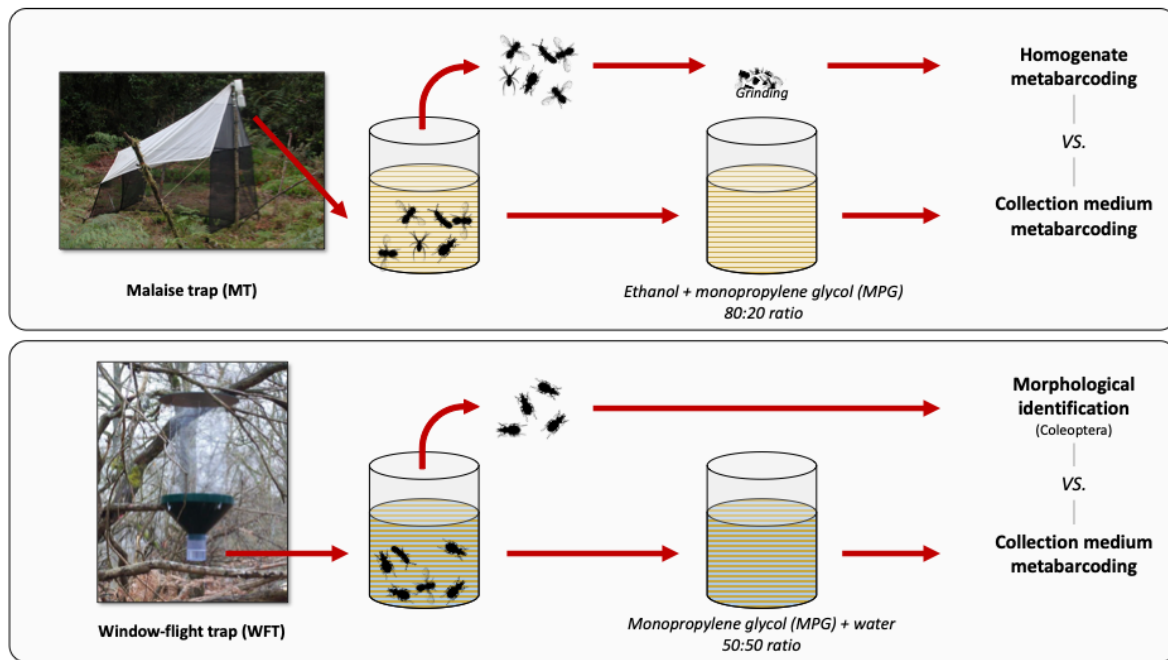 Malaise trap (MT)
Grinding
Ethanol + monopropylene glycol (MPG)
80:20 ratio
Homogenate
metabarcoding
VS.
Collection medium
metabarcoding
Window-flight trap (WFT)
Monopropylene glycol (MPG) + water
50:50 ratio
Morphological
identification
(Coleoptera)
VS.
Collection medium
metabarcoding